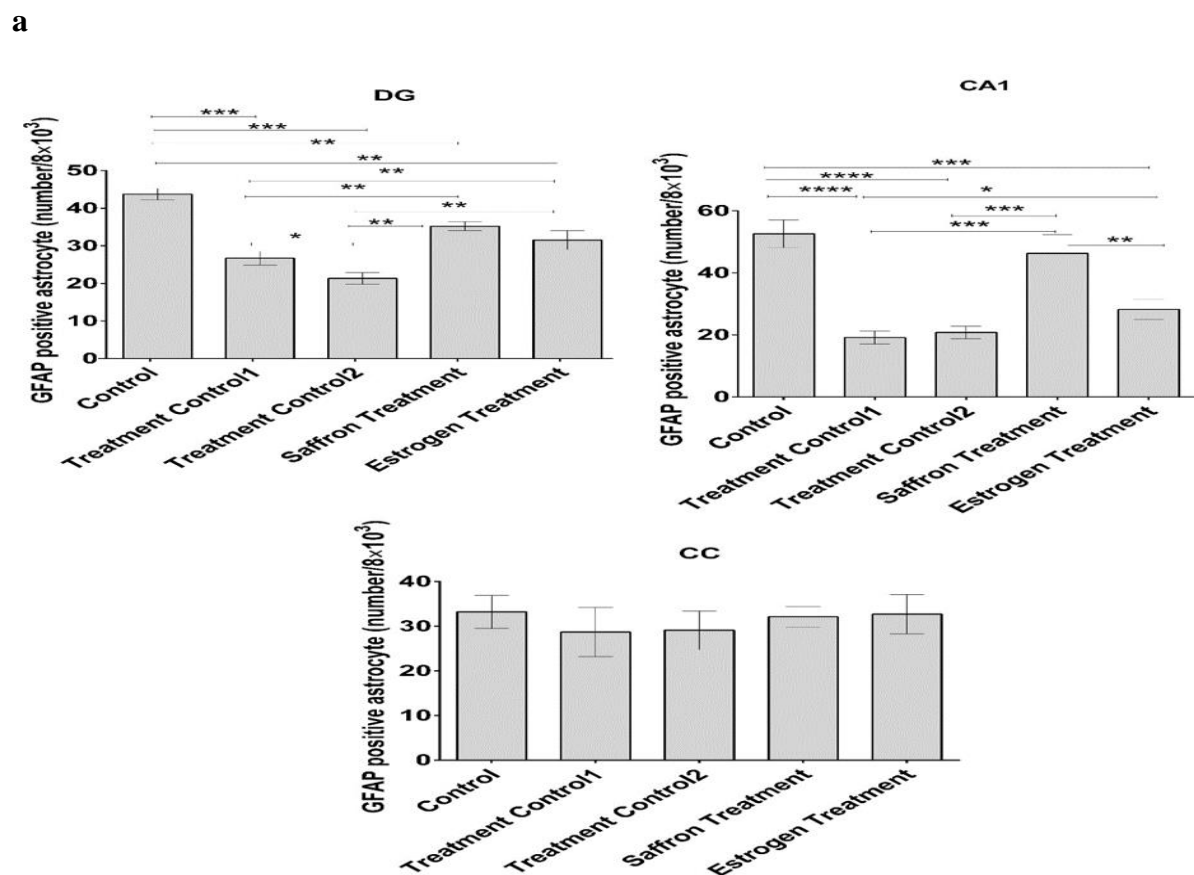 a
DG
***
***
**
**
**
**
**
**
*
GFAP positive astrocyte (number/8×10³)
50
40
30
20
10
0
Control
Treatment Control1
Treatment Control2
Saffron Treatment
Estrogen Treatment
CA1
***
****
****
*
***
***
**
GFAP positive astrocyte (number/8×10³)
60
40
20
0
Control
Treatment Control1
Treatment Control2
Saffron Treatment
Estrogen Treatment
CC
GFAP positive astrocyte (number/8×10³)
40
30
20
10
0
Control
Treatment Control1
Treatment Control2
Saffron Treatment
Estrogen Treatment